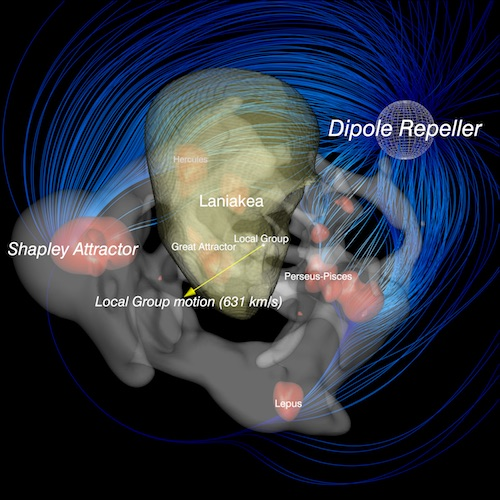 Dipole Repeller
Hercules
Laniakea
Local Group
Great Attractor
Shapley Attractor
Perseus-Pisces
Local Group motion (631 km/s)
Lepus